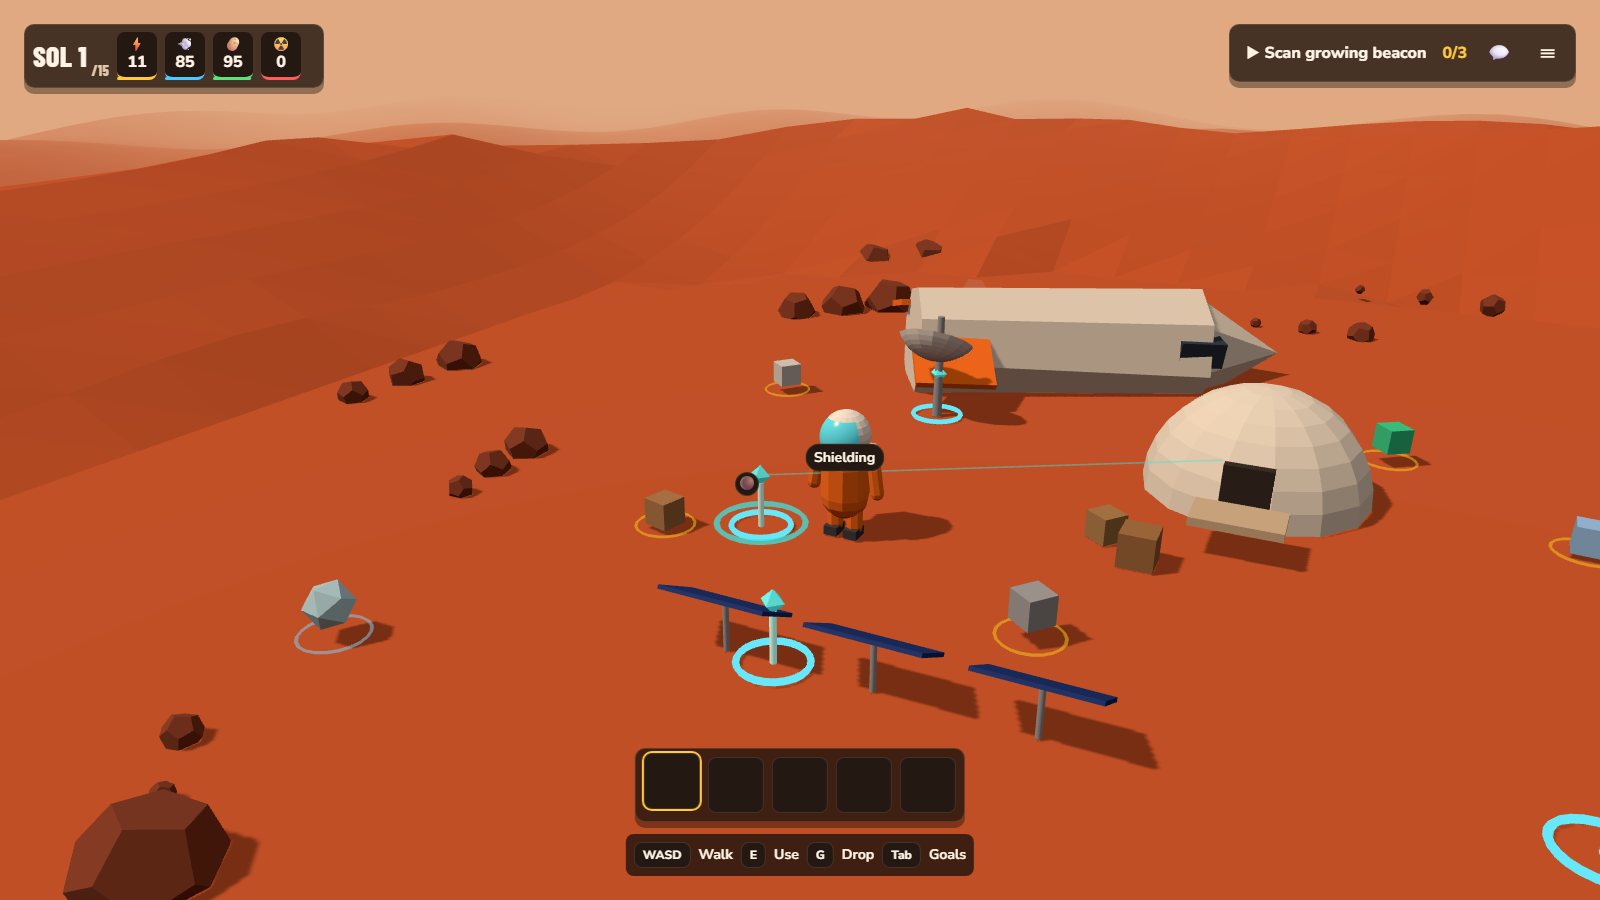 SOL 1 /15 11 85 95 0
Scan growing beacon 0/3
Shielding
WASD Walk E Use G Drop Tab Goals